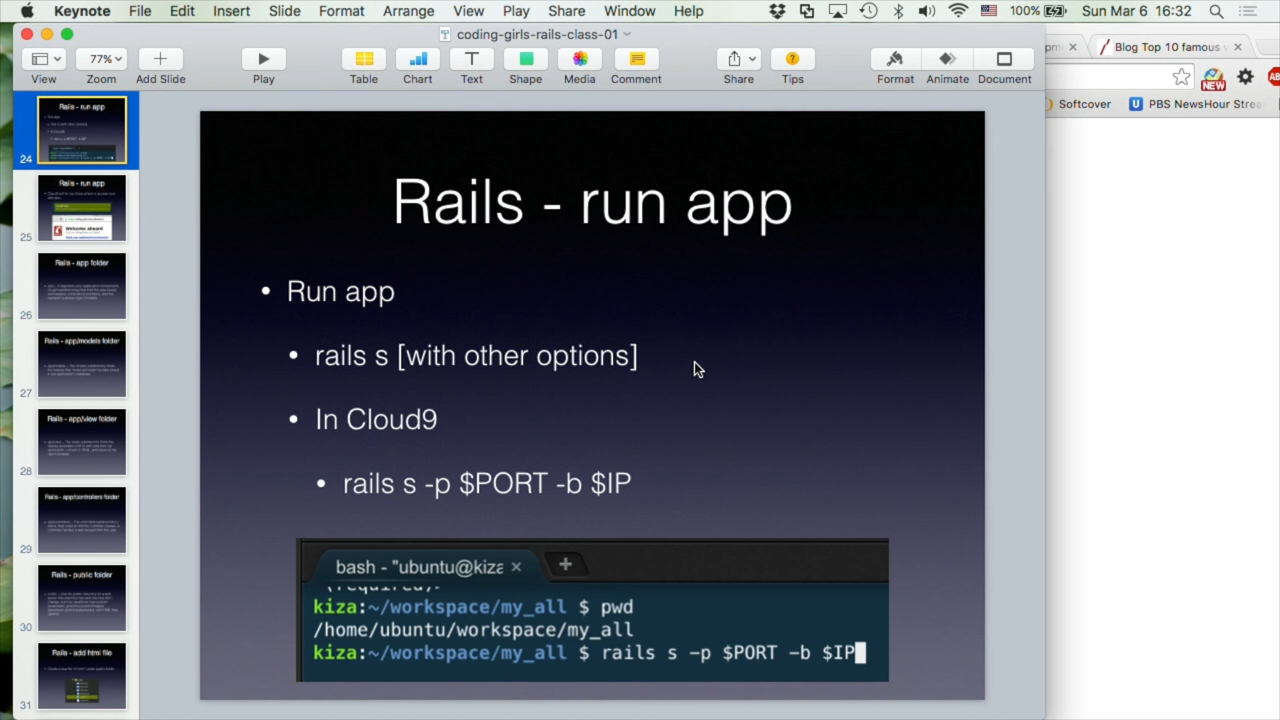 Keynote File Edit Insert Slide Format Arrange View Play Share Window Help 100% Sun Mar 6 16:32
coding-girls-rails-class-01
Blog Top 10 famous
77%
View Zoom Add Slide Play Table Chart Text Shape Media Comment Share Tips Format Animate Document
NEW
Softcover PBS NewsHour Strea
Rails - run app
24
Rails - run app
25
Rails - app folder
26
Rails - app/models folder
27
Rails - app/view folder
28
Rails - app/controllers folder
29
Rails - public folder
30
Rails - add html file
31
Rails - run app
• Run app
• rails s [with other options]
• In Cloud9
• rails s -p $PORT -b $IP
bash - "ubuntu@kiza
kiza:~/workspace/my_all $ pwd
/home/ubuntu/workspace/my_all
kiza:~/workspace/my_all $ rails s -p $PORT -b $IP